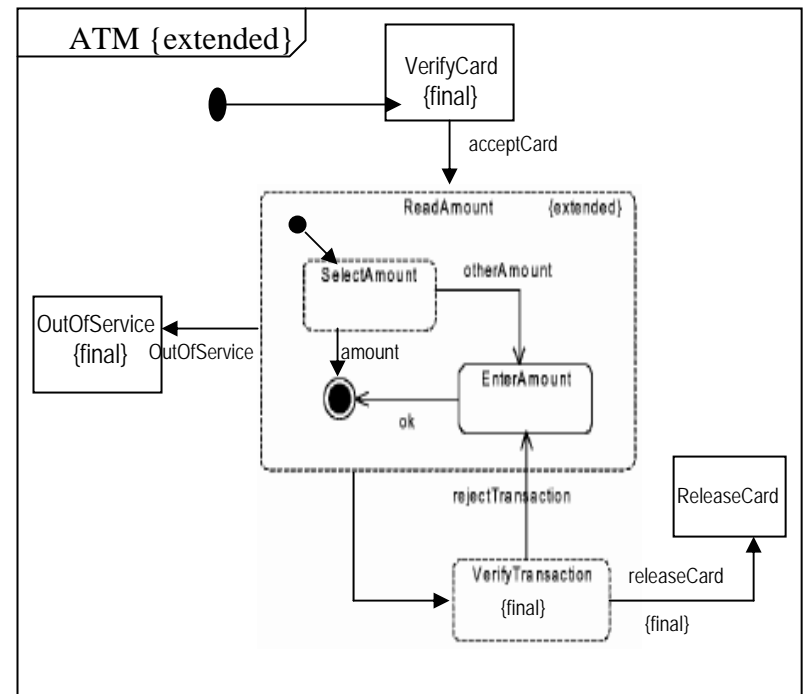 ATM {extended}
VerifyCard
{final}
acceptCard
ReadAmount {extended}
SelectAmount
otherAmount
OutOfService
{final}
OutOfService
amount
EnterAmount
ok
rejectTransaction
ReleaseCard
VerifyTransaction
{final}
releaseCard
{final}